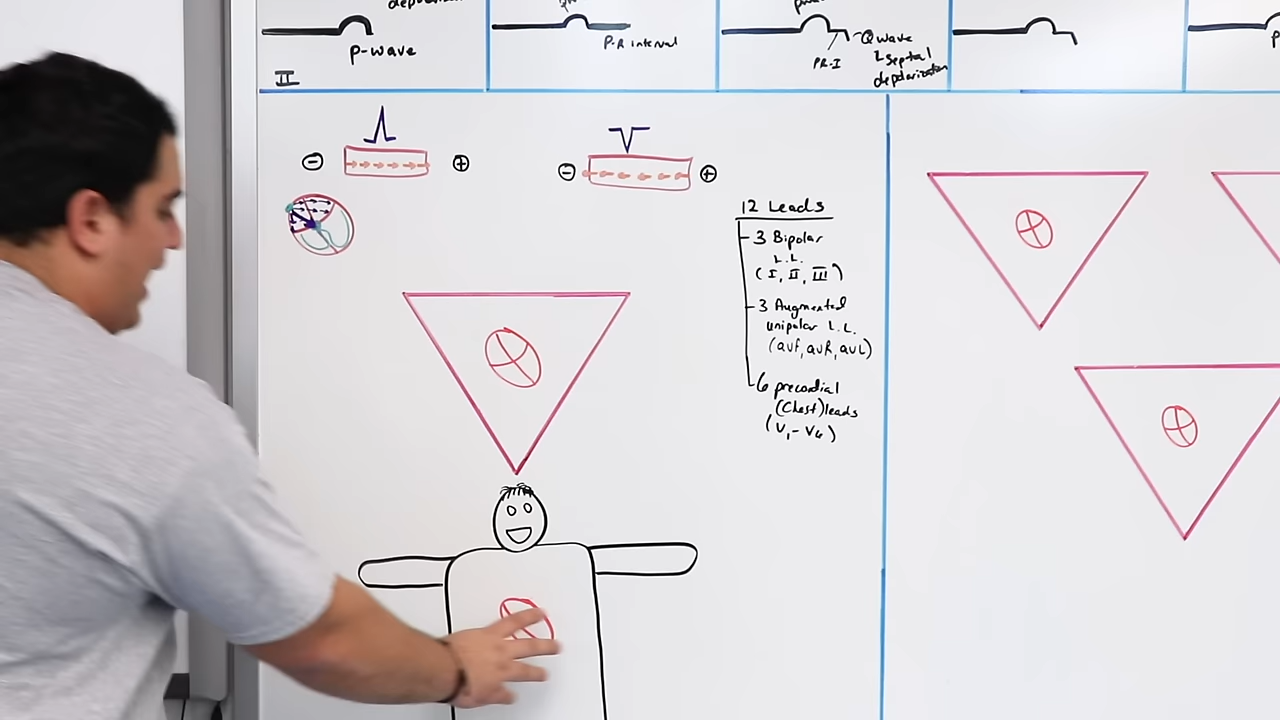 p-wave
II
P-R interval
PR-I
Q wave
septal
depolarization
⊖ ⊕
⊖ ⊕
12 Leads
3 Bipolar
L.L.
(I, II, III)
3 Augmented
unipolar L.L.
(aVF, aVR, aVL)
6 precordial
(Chest) leads
(V1-V6)